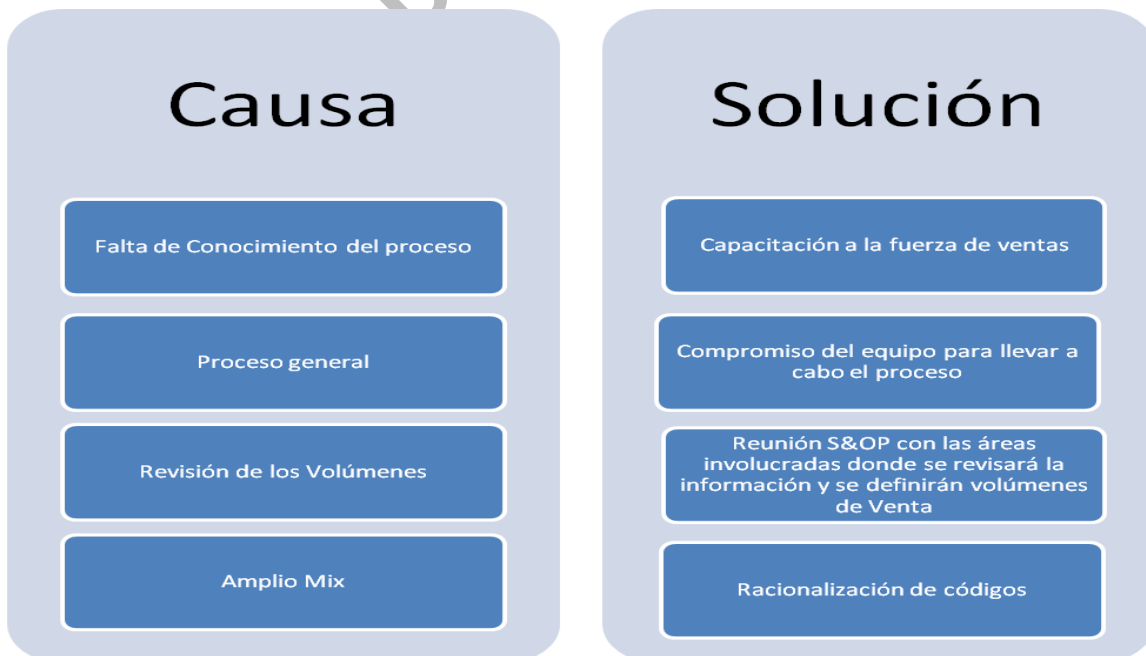 Causa
Falta de Conocimiento del proceso
Proceso general
Revisión de los Volúmenes
Amplio Mix
Solución
Capacitación a la fuerza de ventas
Compromiso del equipo para llevar a
cabo el proceso
Reunión S&OP con las áreas
involucradas donde se revisará la
información y se definirán volúmenes
de Venta
Racionalización de códigos